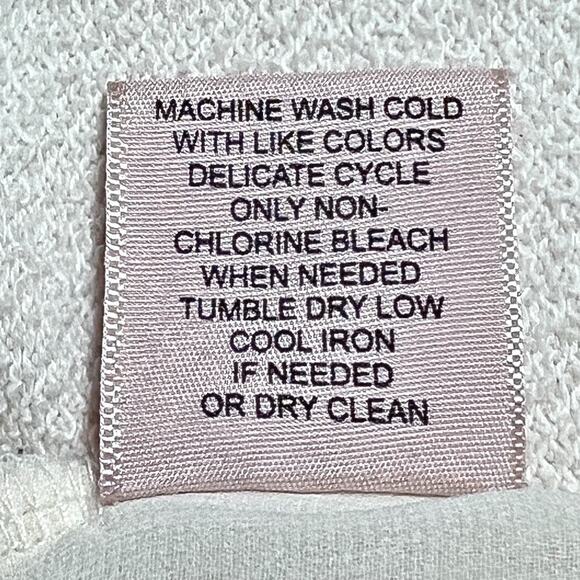 MACHINE WASH COLD
WITH LIKE COLORS
DELICATE CYCLE
ONLY NON-
CHLORINE BLEACH
WHEN NEEDED
TUMBLE DRY LOW
COOL IRON
IF NEEDED
OR DRY CLEAN